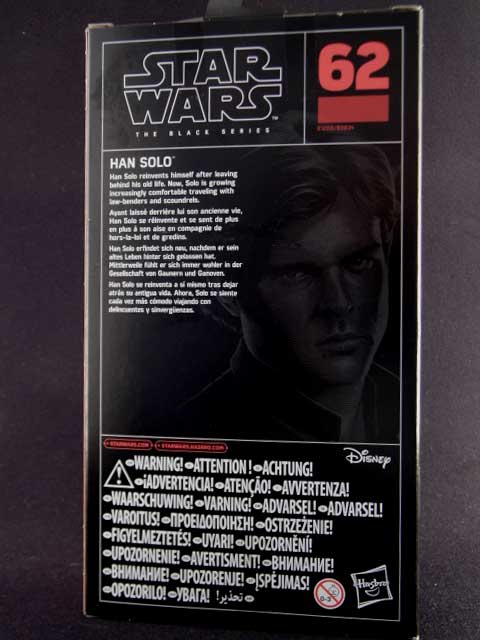 STAR
WARS™
THE BLACK SERIES
62
HAN SOLO™
Han Solo reinvents himself after leaving
behind his old life. Now, Solo is growing
increasingly comfortable traveling with
law-benders and scoundrels.
Ayant laissé derrière lui son ancienne vie,
Han Solo se réinvente et se sent de plus
en plus à son aise en compagnie de
hors-la-loi et de gredins.
Han Solo erfindet sich neu, nachdem er sein
altes Leben hinter sich gelassen hat.
Mittlerweile fühlt er sich immer wohler in der
Gesellschaft von Gaunern und Ganoven.
Han Solo se reinventa a sí mismo tras dejar
atrás su antigua vida. Ahora, Solo se siente
cada vez más cómodo viajando con
delincuentes y sinvergüenzas.
STARWARS.COM STARWARS.HASBRO.COM
Disney
WARNING! ATTENTION! ACHTUNG!
¡ADVERTENCIA! ATENÇÃO! AVVERTENZA!
WAARSCHUWING! VARNING! ADVARSEL! ADVARSEL!
VAROITUS! ΠΡΟΕΙΔΟΠΟΙΗΣΗ! OSTRZEŻENIE!
FIGYELMEZTETÉS! UYARI! UPOZORNĚNÍ!
UPOZORNENIE! AVERTISMENT! ВНИМАНИЕ!
ВНИМАНИЕ! UPOZORENJE! ĮSPĖJIMAS!
OPOZORILO! УВАГА! تحذير!
0-3
Hasbro